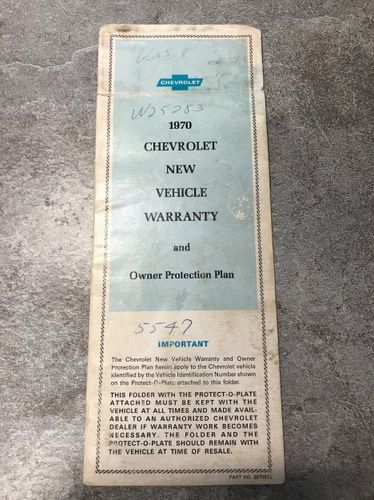 CHEVROLET
W25283
1970
CHEVROLET
NEW
VEHICLE
WARRANTY
and
Owner Protection Plan
5547
IMPORTANT
The Chevrolet New Vehicle Warranty and Owner
Protection Plan herein apply to the Chevrolet vehicle
identified by the Vehicle Identification Number shown
on the Protect-O-Plate attached to this folder.
THIS FOLDER WITH THE PROTECT-O-PLATE
ATTACHED MUST BE KEPT WITH THE
VEHICLE AT ALL TIMES AND MADE AVAIL-
ABLE TO AN AUTHORIZED CHEVROLET
DEALER IF WARRANTY WORK BECOMES
NECESSARY. THE FOLDER AND THE
PROTECT-O-PLATE SHOULD REMAIN WITH
THE VEHICLE AT TIME OF RESALE.
PART NO.